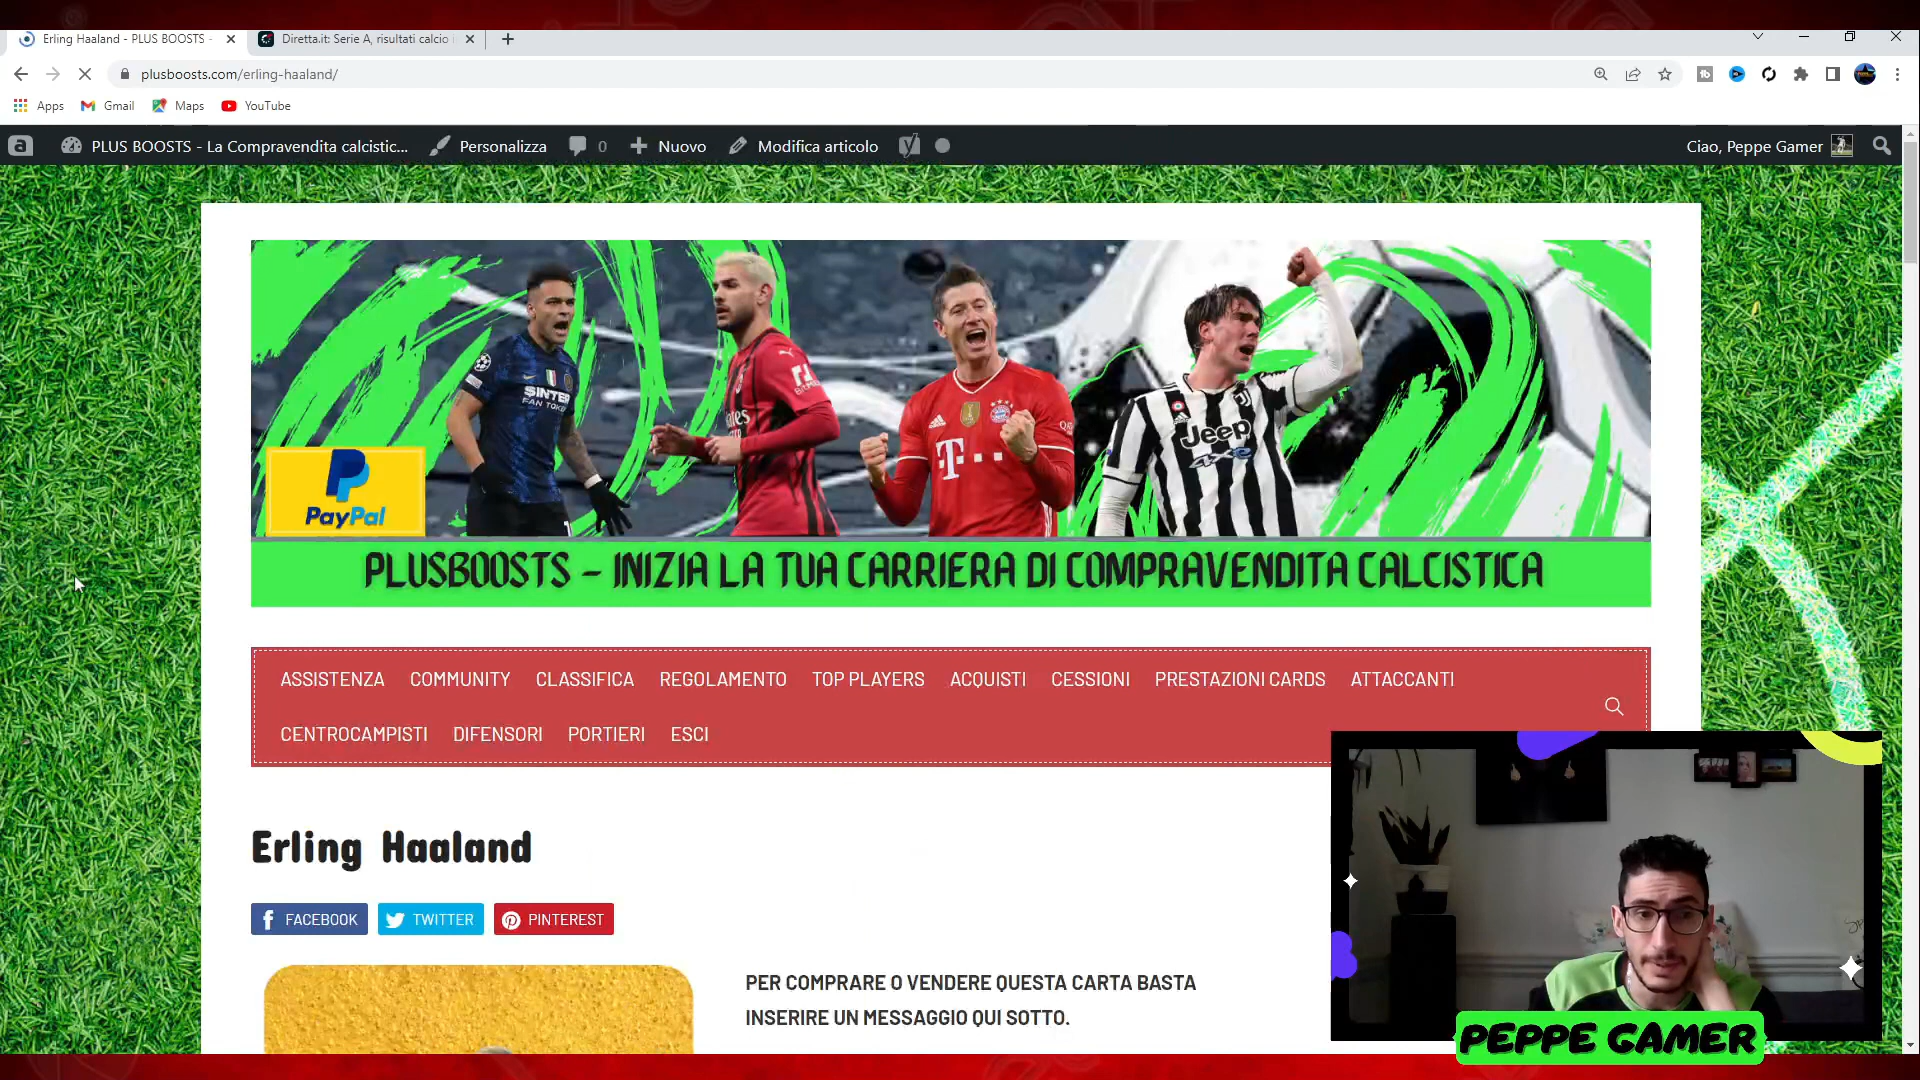 Erling Haaland - PLUS BOOSTS -
Diretta.it: Serie A, risultati calcio
plusboosts.com/erling-haaland/
Apps Gmail Maps YouTube
PLUS BOOSTS - La Compravendita calcistic... Personalizza 0 Nuovo Modifica articolo Ciao, Peppe Gamer
PayPal
Jeep
4xe
PLUSBOOSTS - INIZIA LA TUA CARRIERA DI COMPRAVENDITA CALCISTICA
ASSISTENZA COMMUNITY CLASSIFICA REGOLAMENTO TOP PLAYERS ACQUISTI CESSIONI PRESTAZIONI CARDS ATTACCANTI
CENTROCAMPISTI DIFENSORI PORTIERI ESCI
Erling Haaland
FACEBOOK TWITTER PINTEREST
PER COMPRARE O VENDERE QUESTA CARTA BASTA
INSERIRE UN MESSAGGIO QUI SOTTO.
PEPPE GAMER